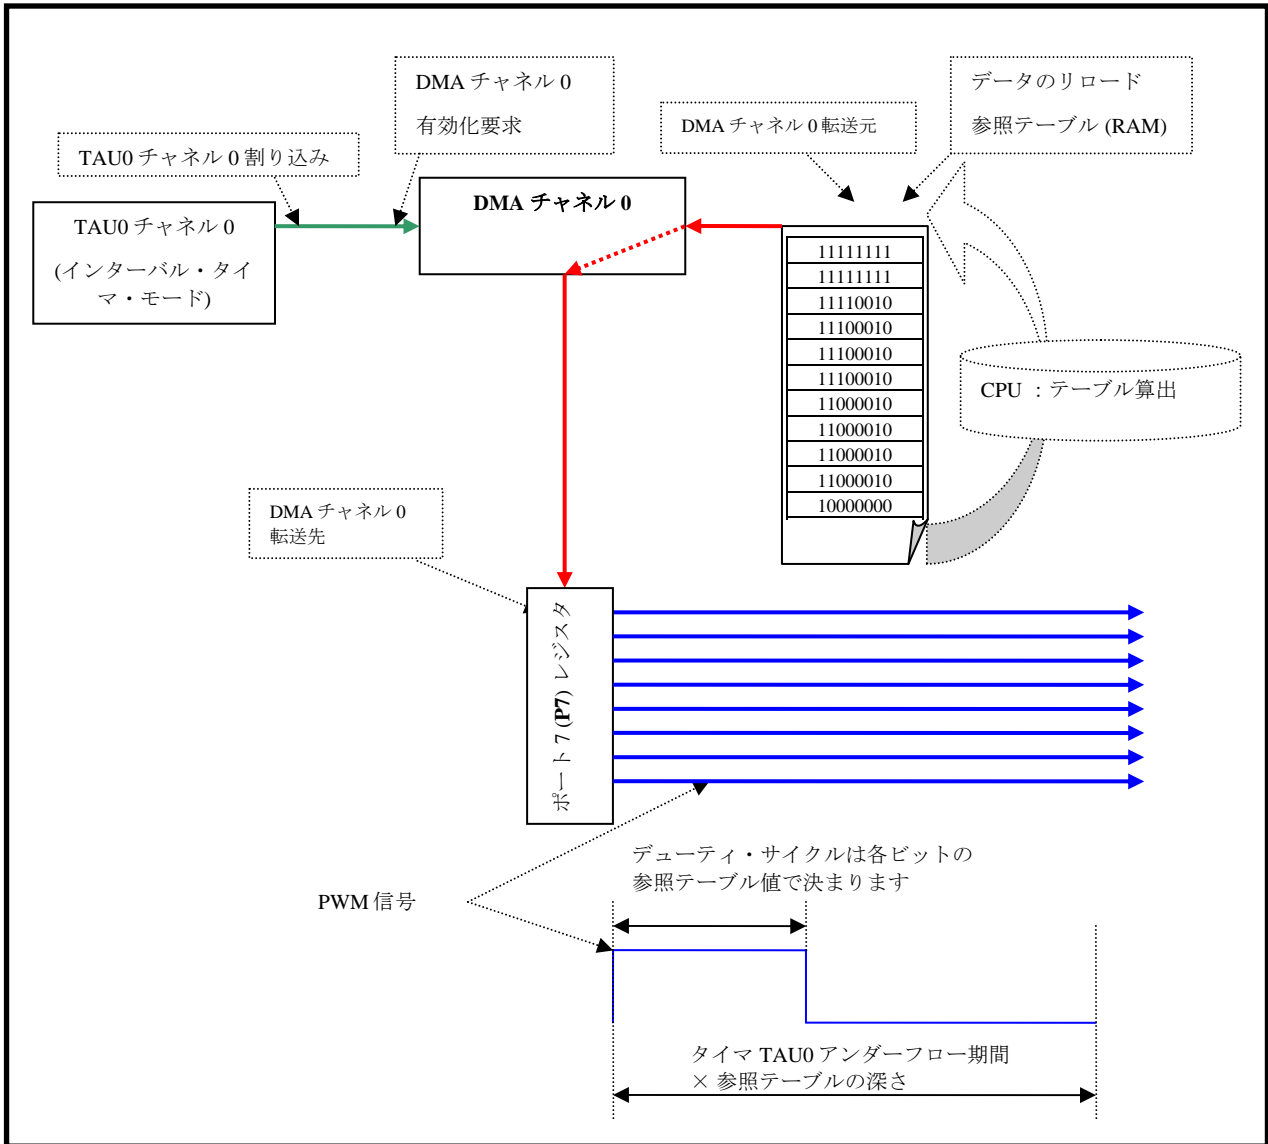 DMA チャネル 0
有効化要求
データのリロード
参照テーブル (RAM)
DMA チャネル 0 転送元
TAU0 チャネル 0 割り込み
TAU0 チャネル 0
(インターバル・タイ
マ・モード)
DMA チャネル 0
11111111
11111111
11110010
11100010
11100010
11100010
11000010
11000010
11000010
11000010
10000000
CPU ：テーブル算出
DMA チャネル 0
転送先
ポート 7 (P7) レジスタ
デューティ・サイクルは各ビットの
参照テーブル値で決まります
PWM 信号
タイマ TAU0 アンダーフロー期間
× 参照テーブルの深さ